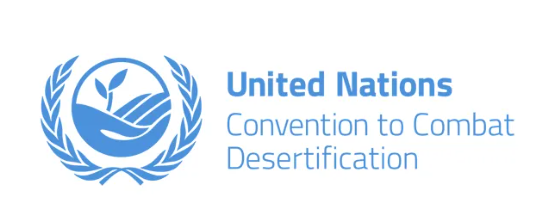 United Nations
Convention to Combat
Desertification